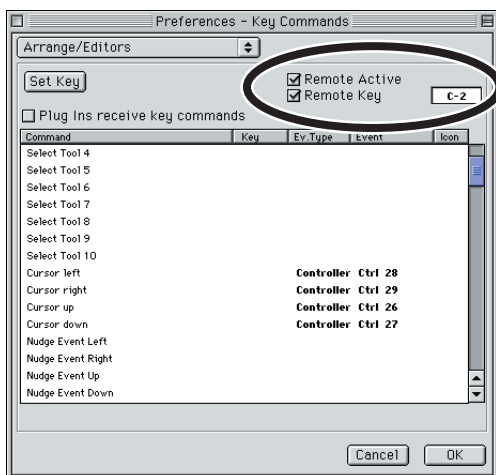 Preferences - Key Commands
Arrange/Editors
Set Key
Remote Active
Remote Key C-2
Plug Ins receive key commands
Command Key Ev.Type Event Icon
Select Tool 4
Select Tool 5
Select Tool 6
Select Tool 7
Select Tool 8
Select Tool 9
Select Tool 10
Cursor left Controller Ctrl 28
Cursor right Controller Ctrl 29
Cursor up Controller Ctrl 26
Cursor down Controller Ctrl 27
Nudge Event Left
Nudge Event Right
Nudge Event Up
Nudge Event Down
Cancel OK